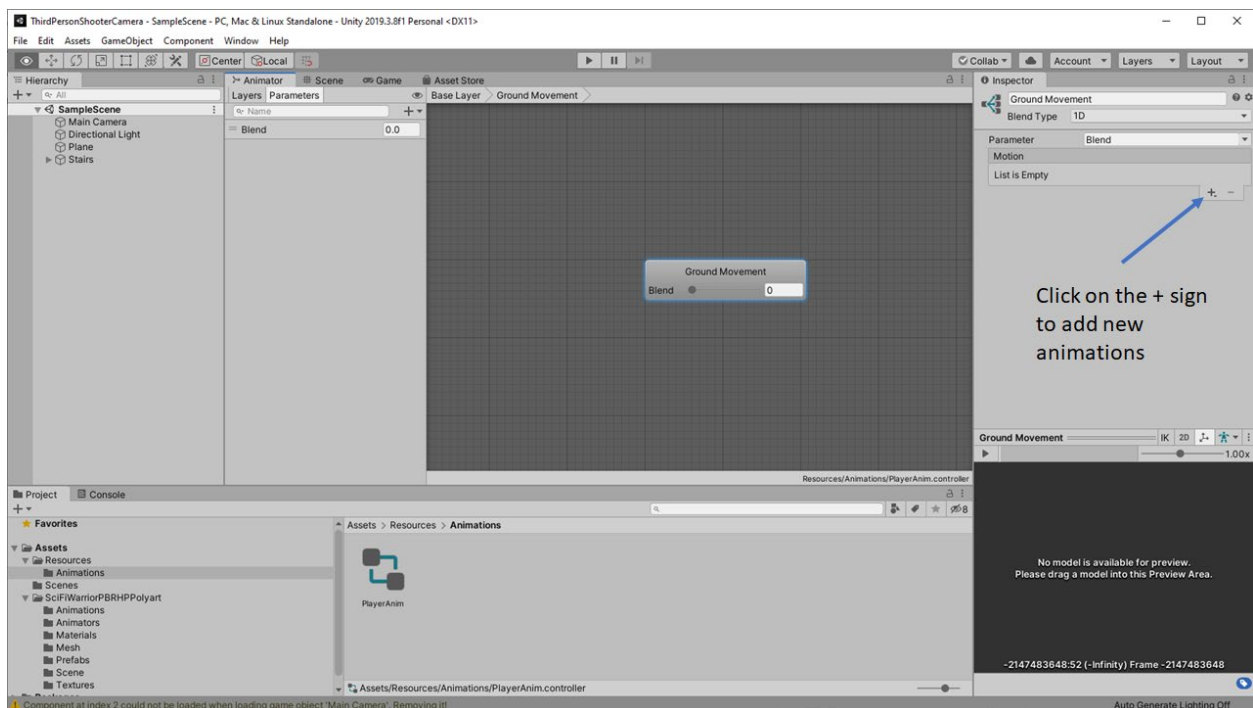 ThirdPersonShooterCamera - SampleScene - PC, Mac & Linux Standalone - Unity 2019.3.8f1 Personal <DX11>
File Edit Assets GameObject Component Window Help
Center Local Collab Account Layers Layout
Hierarchy
All
SampleScene
Main Camera
Directional Light
Plane
Stairs
Animator Scene Game Asset Store
Layers Parameters
Base Layer Ground Movement
Name
Blend 0.0
Ground Movement
Blend 0
Resources/Animations/PlayerAnim.controller
Inspector
Ground Movement
Blend Type 1D
Parameter Blend
Motion
List is Empty
Click on the + sign
to add new
animations
Ground Movement IK 2D
1.00x
No model is available for preview.
Please drag a model into this Preview Area.
-2147483648:52 (-Infinity) Frame -2147483648
Project Console
8
Favorites
Assets
Resources
Animations
Scenes
SciFiWarriorPBRHPPolyart
Animations
Animators
Materials
Mesh
Prefabs
Scene
Textures
Assets > Resources > Animations
PlayerAnim
Assets/Resources/Animations/PlayerAnim.controller
Component at index 2 could not be loaded when loading game object 'Main Camera'. Removing it!
Auto Generate Lighting Off